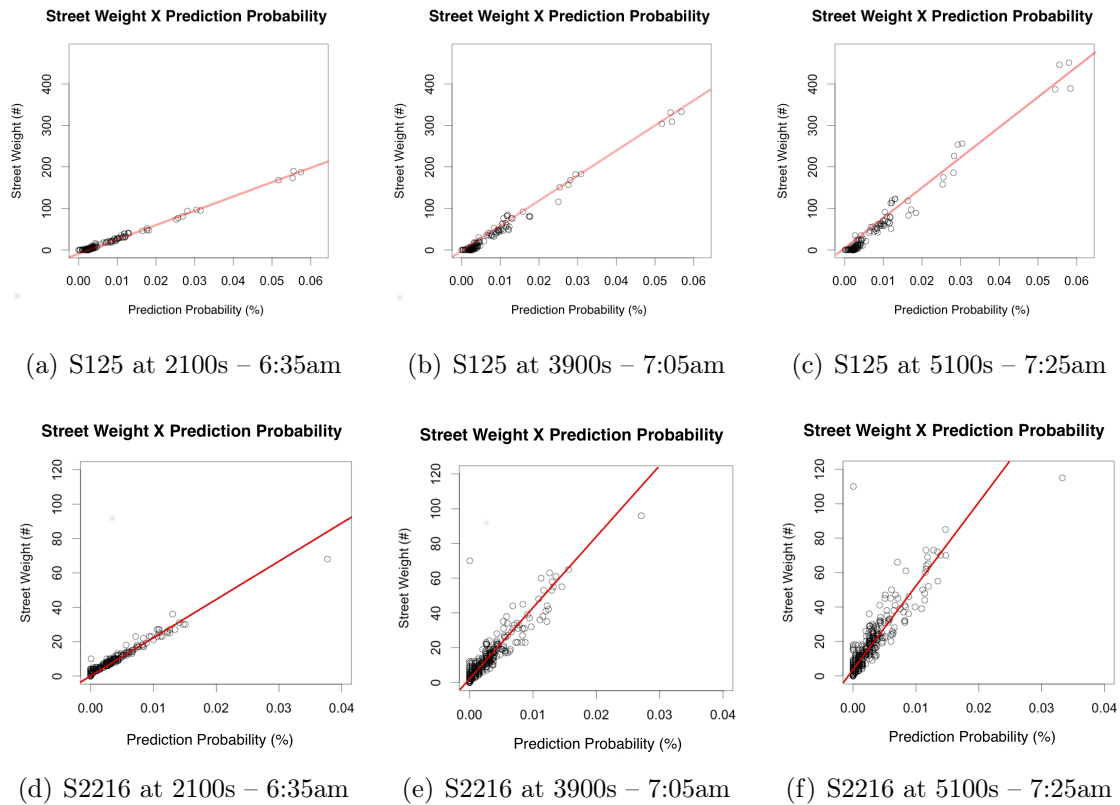 Street Weight X Prediction Probability
Street Weight (#)
400
300
200
100
0
0.00 0.01 0.02 0.03 0.04 0.05 0.06
Prediction Probability (%)
(a) S125 at 2100s – 6:35am
Street Weight X Prediction Probability
Street Weight (#)
400
300
200
100
0
0.00 0.01 0.02 0.03 0.04 0.05 0.06
Prediction Probability (%)
(b) S125 at 3900s – 7:05am
Street Weight X Prediction Probability
Street Weight (#)
400
300
200
100
0
0.00 0.01 0.02 0.03 0.04 0.05 0.06
Prediction Probability (%)
(c) S125 at 5100s – 7:25am
Street Weight X Prediction Probability
Street Weight (#)
120
100
80
60
40
20
0
0.00 0.01 0.02 0.03 0.04
Prediction Probability (%)
(d) S2216 at 2100s – 6:35am
Street Weight X Prediction Probability
Street Weight (#)
120
100
80
60
40
20
0
0.00 0.01 0.02 0.03 0.04
Prediction Probability (%)
(e) S2216 at 3900s – 7:05am
Street Weight X Prediction Probability
Street Weight (#)
120
100
80
60
40
20
0
0.00 0.01 0.02 0.03 0.04
Prediction Probability (%)
(f) S2216 at 5100s – 7:25am